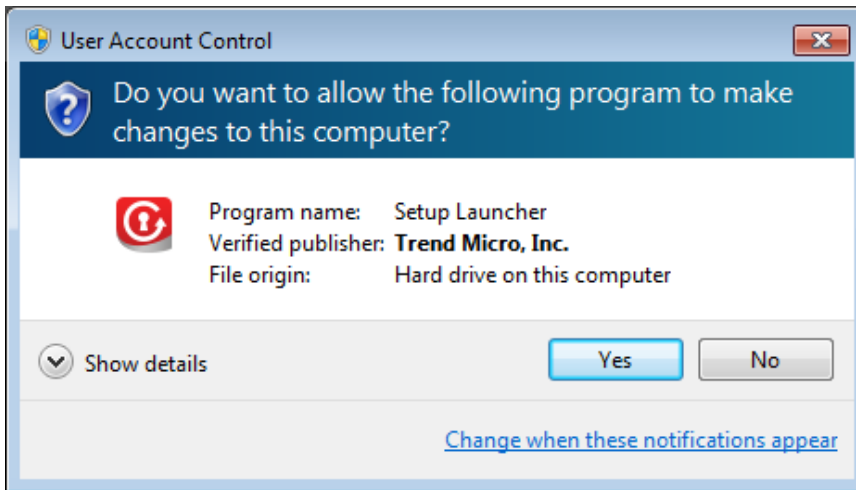 User Account Control
Do you want to allow the following program to make
changes to this computer?
Program name: Setup Launcher
Verified publisher: Trend Micro, Inc.
File origin: Hard drive on this computer
Show details
Yes
No
Change when these notifications appear